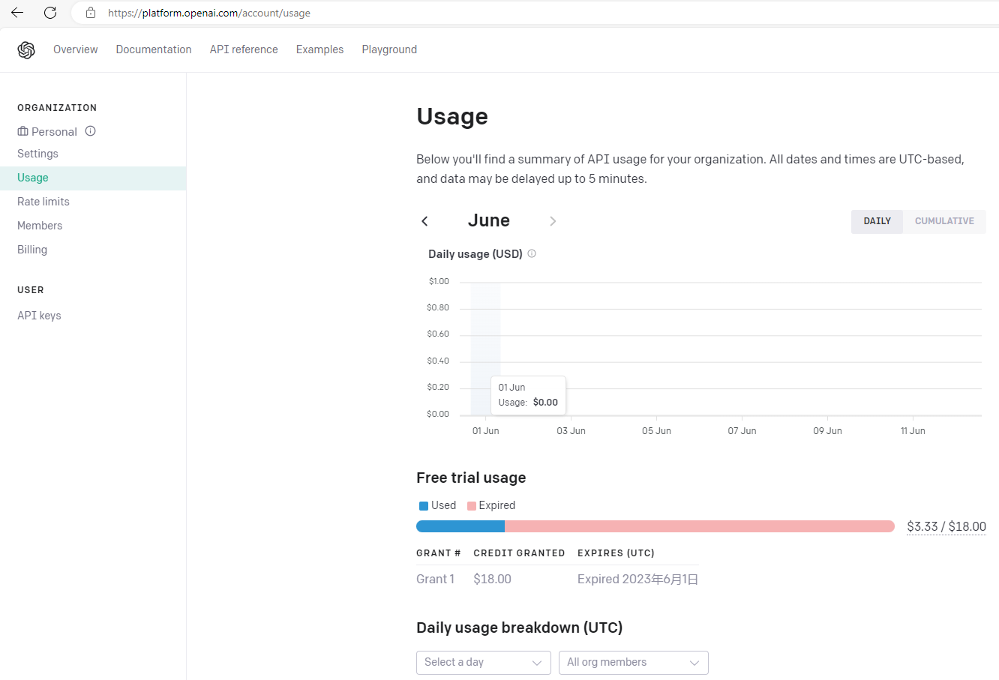 https://platform.openai.com/account/usage
Overview Documentation API reference Examples Playground
ORGANIZATION
Personal
Settings
Usage
Rate limits
Members
Billing
USER
API keys
Usage
Below you'll find a summary of API usage for your organization. All dates and times are UTC-based,
and data may be delayed up to 5 minutes.
June
DAILY CUMULATIVE
Daily usage (USD)
$1.00
$0.80
$0.60
$0.40
$0.20
$0.00
01 Jun
Usage: $0.00
01 Jun 03 Jun 05 Jun 07 Jun 09 Jun 11 Jun
Free trial usage
Used Expired
$3.33 / $18.00
GRANT # CREDIT GRANTED EXPIRES (UTC)
Grant 1 $18.00 Expired 2023年6月1日
Daily usage breakdown (UTC)
Select a day All org members